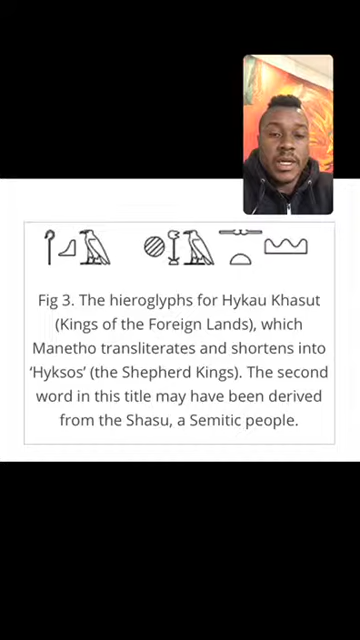 Fig 3. The hieroglyphs for Hykau Khasut
(Kings of the Foreign Lands), which
Manetho transliterates and shortens into
‘Hyksos’ (the Shepherd Kings). The second
word in this title may have been derived
from the Shasu, a Semitic people.